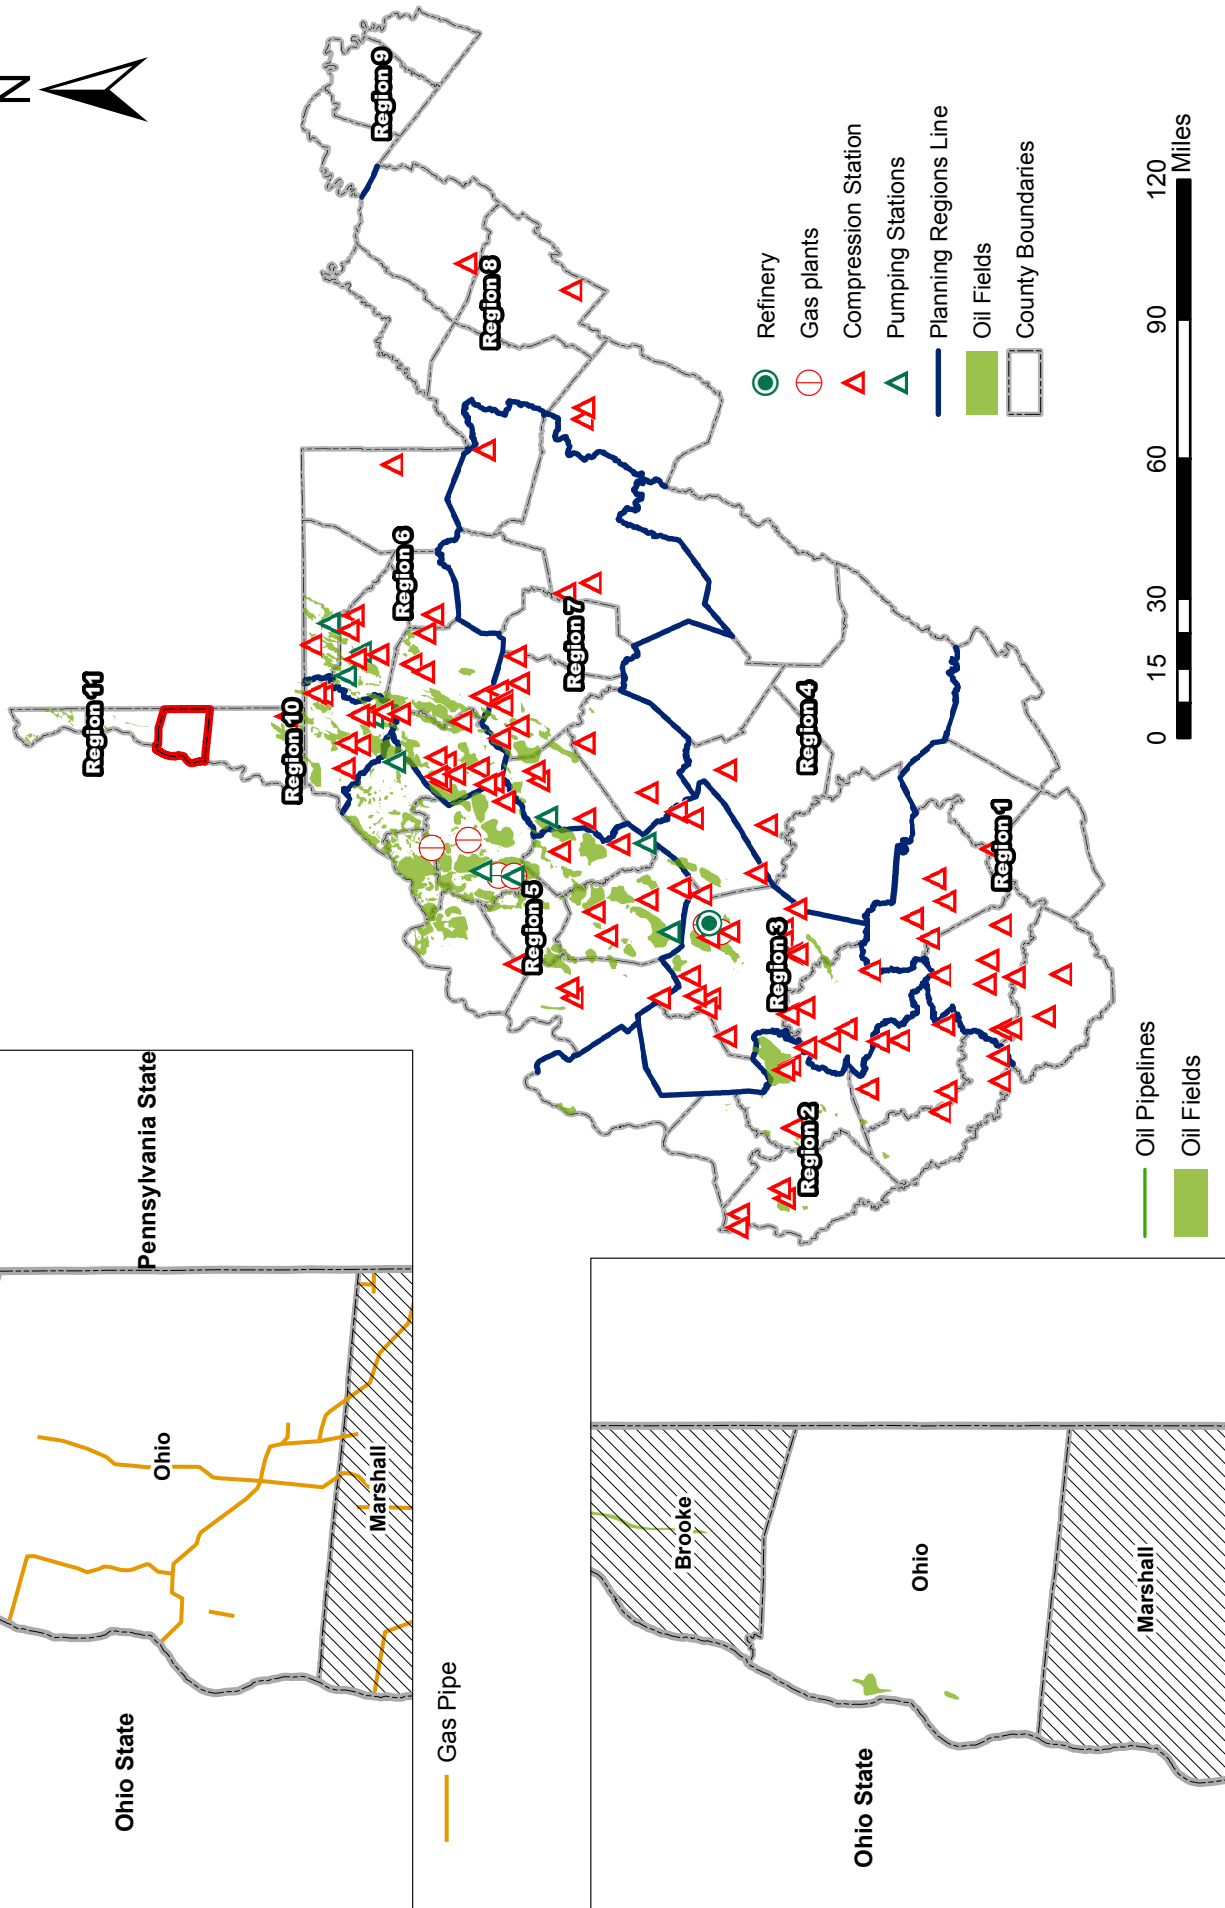 N
Region 11
Region 10
Region 9
Region 8
Region 6
Region 7
Region 5
Region 4
Region 3
Region 2
Region 1
Refinery
Gas plants
Compression Station
Pumping Stations
Planning Regions Line
Oil Fields
County Boundaries
0 15 30 60 90 120
Miles
Pennsylvania State
Ohio
Marshall
Ohio State
Gas Pipe
Brooke
Ohio
Marshall
Ohio State
Oil Pipelines
Oil Fields